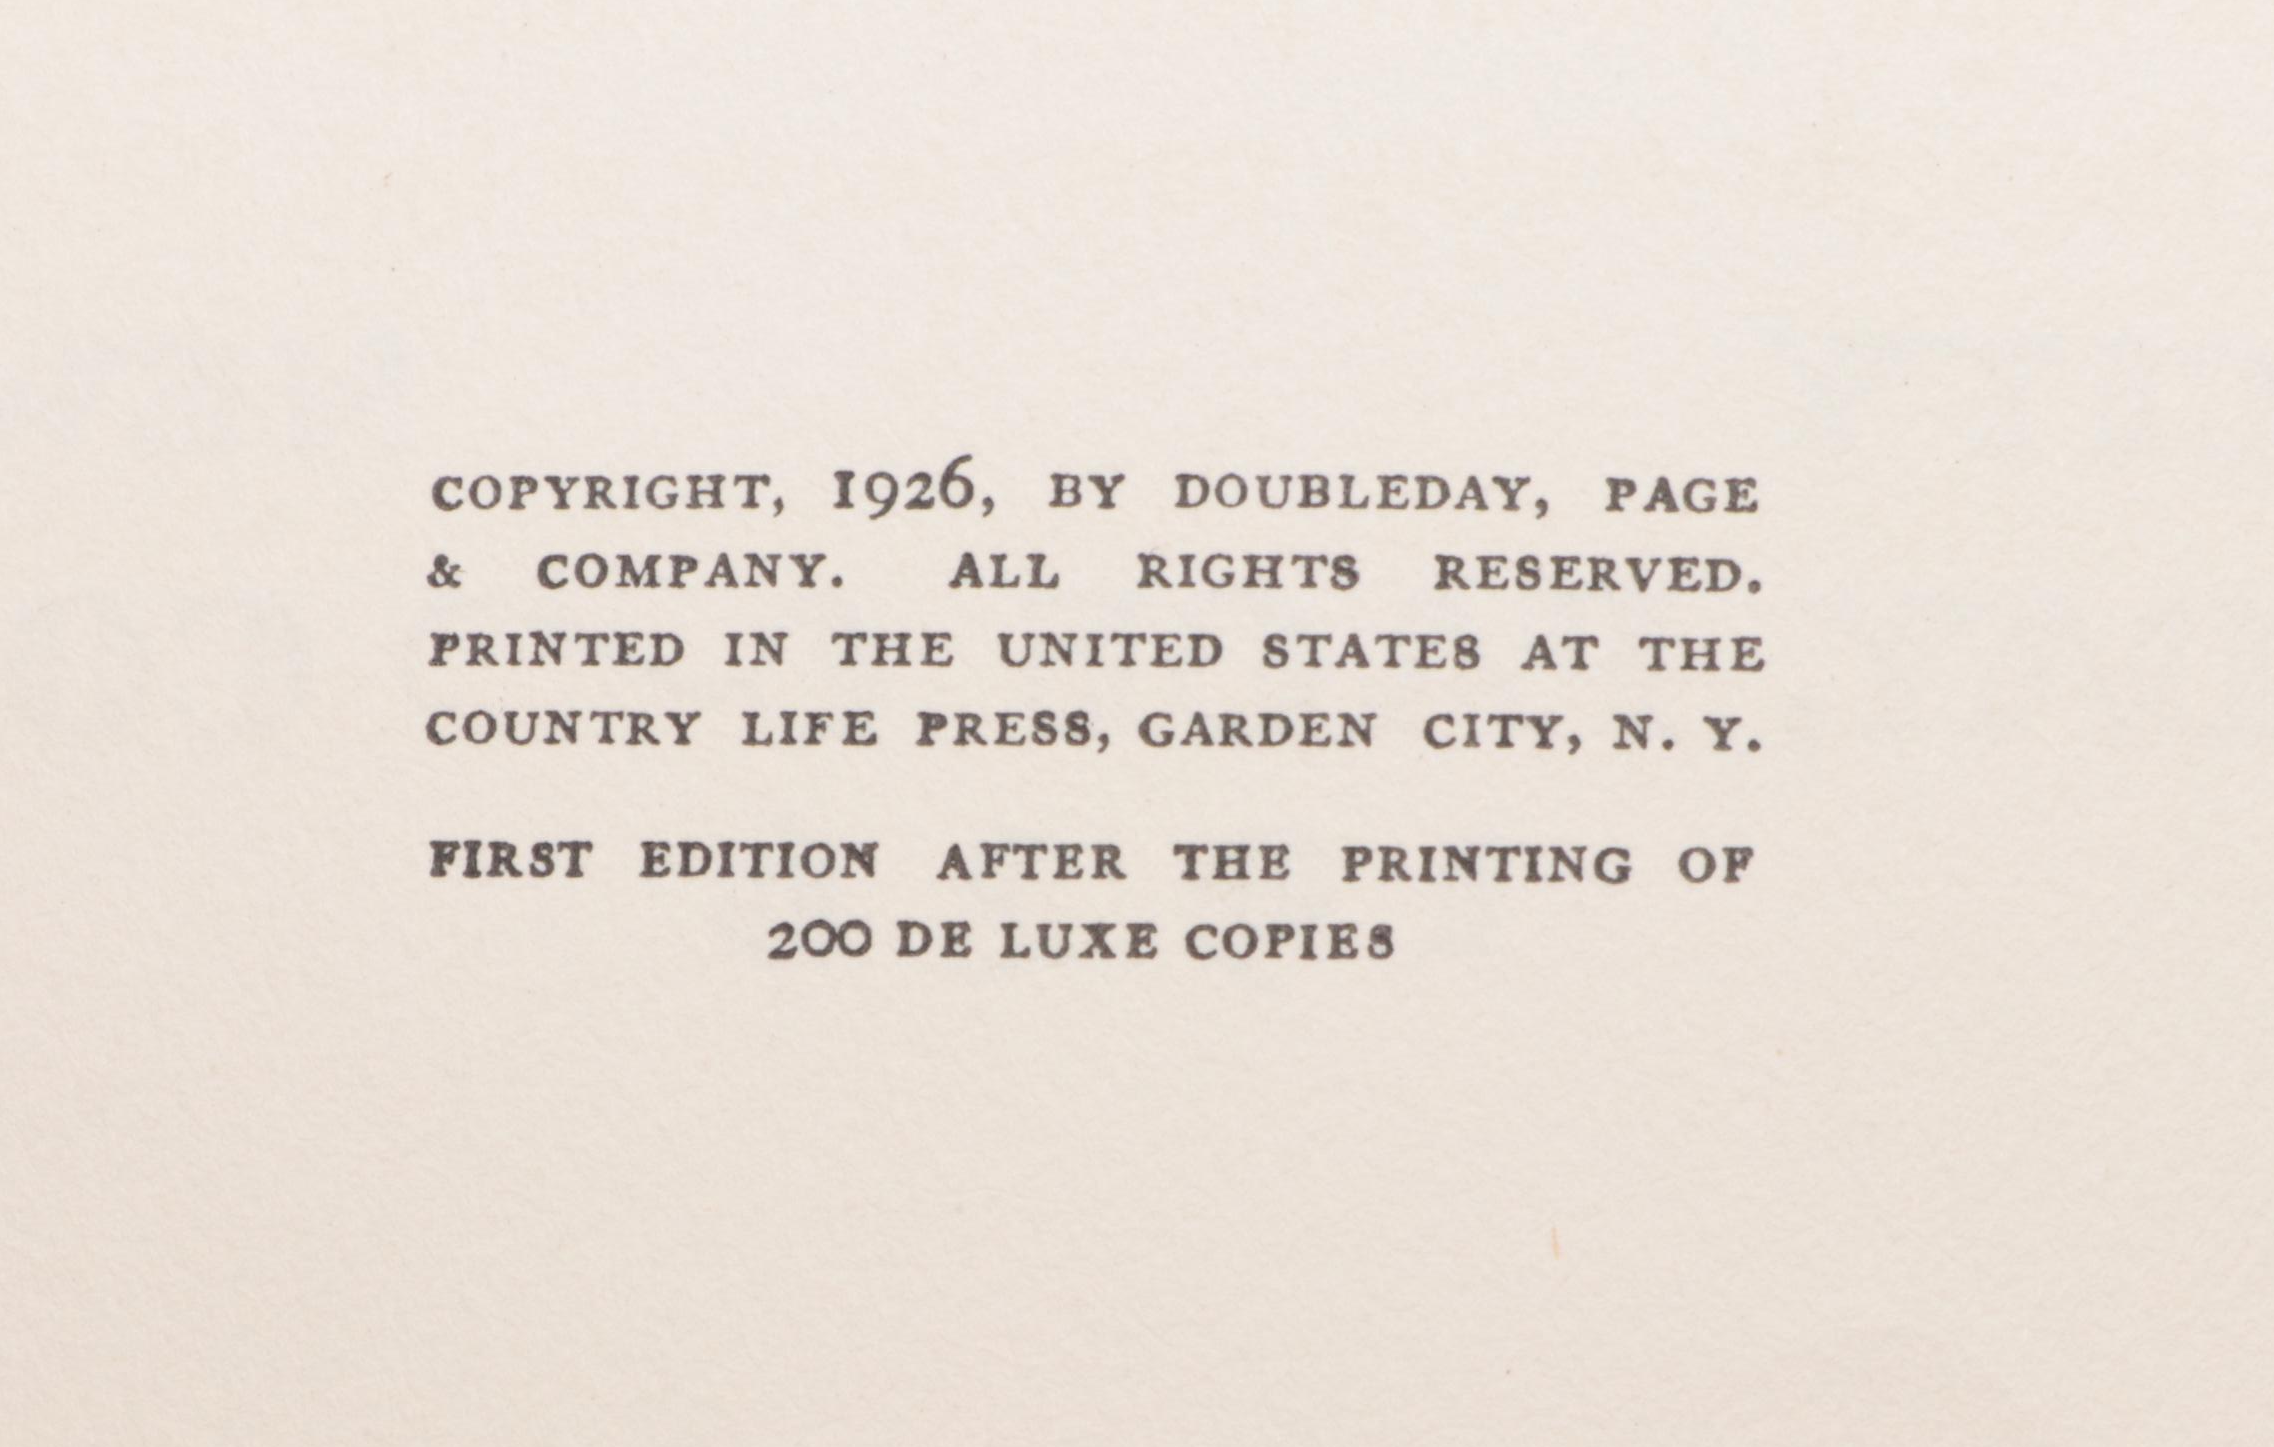 COPYRIGHT, 1926, BY DOUBLEDAY, PAGE
& COMPANY. ALL RIGHTS RESERVED.
PRINTED IN THE UNITED STATES AT THE
COUNTRY LIFE PRESS, GARDEN CITY, N. Y.
FIRST EDITION AFTER THE PRINTING OF
200 DE LUXE COPIES